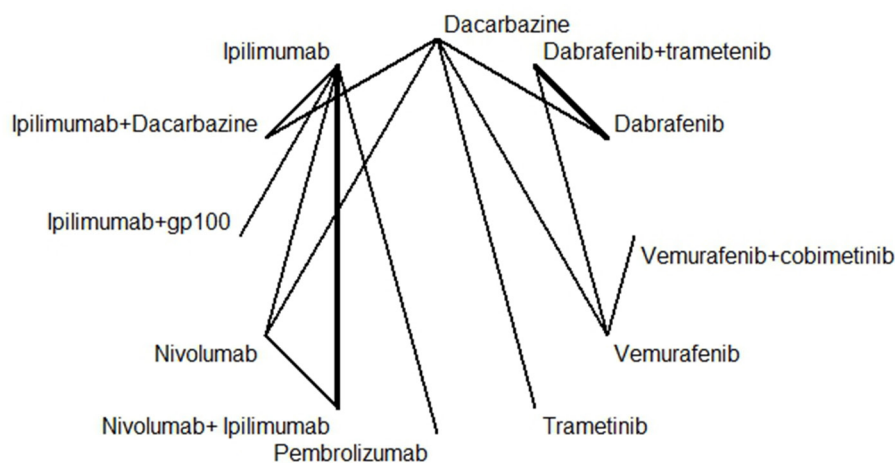 Dacarbazine
Ipilimumab
Dabrafenib+trametenib
Ipilimumab+Dacarbazine
Dabrafenib
Ipilimumab+gp100
Vemurafenib+cobimetinib
Nivolumab
Vemurafenib
Nivolumab+ Ipilimumab
Trametinib
Pembrolizumab